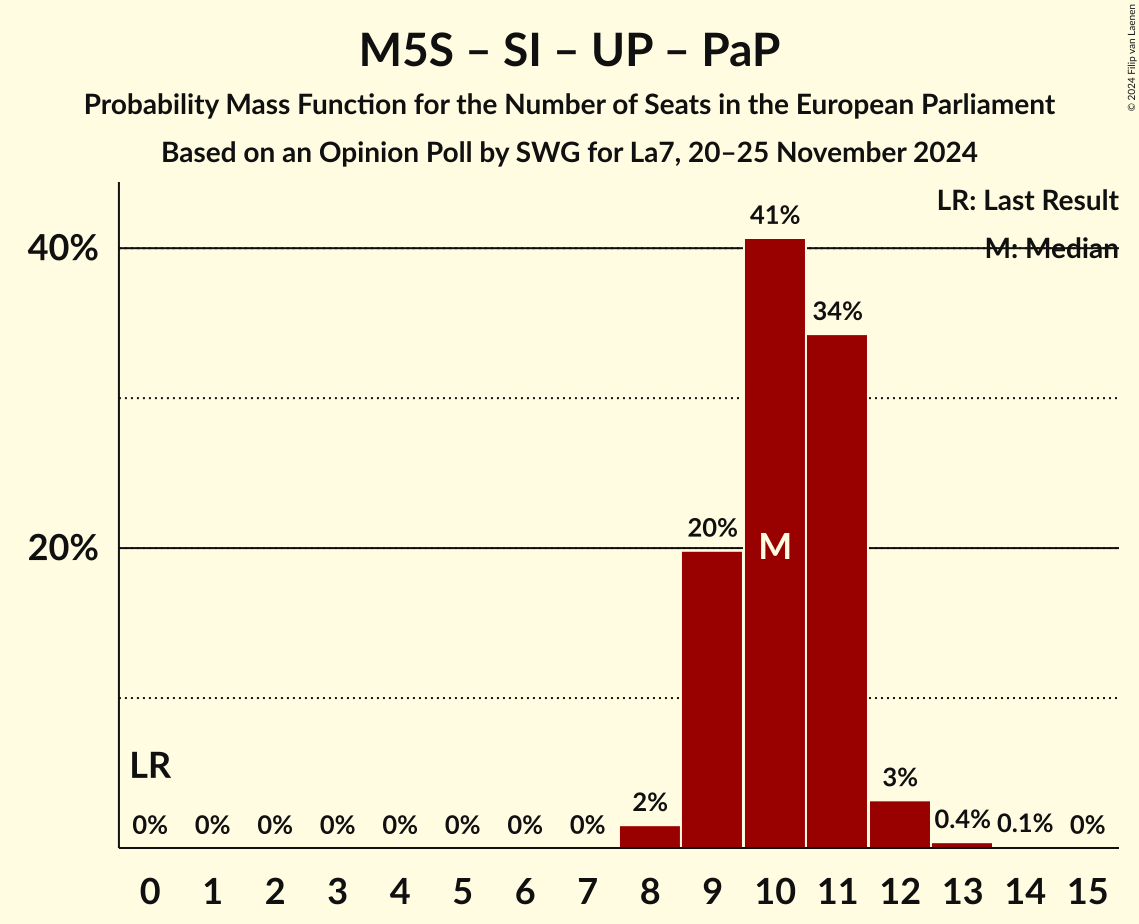 M5S – SI – UP – PaP
Probability Mass Function for the Number of Seats in the European Parliament
Based on an Opinion Poll by SWG for La7, 20–25 November 2024
© 2024 Filip van Laenen
LR: Last Result
M: Median
40%
20%
41%
34%
20%
M
LR
0% 0% 0% 0% 0% 0% 0% 0% 2% 3% 0.4% 0.1% 0%
0 1 2 3 4 5 6 7 8 9 10 11 12 13 14 15